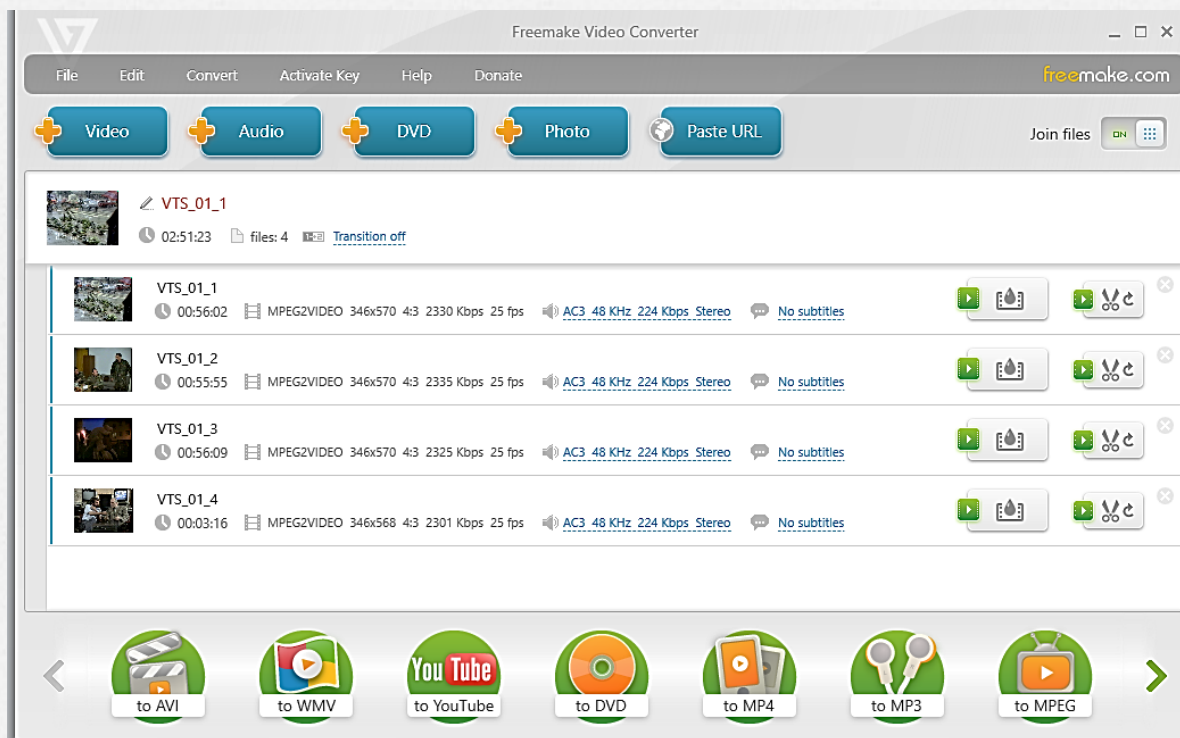 Freemake Video Converter
File Edit Convert Activate Key Help Donate
freemake.com
Video Audio DVD Photo Paste URL
Join files ON
VTS_01_1
02:51:23 files: 4 1-2 Transition off
VTS_01_1
00:56:02 MPEG2VIDEO 346x570 4:3 2330 Kbps 25 fps AC3 48 KHz 224 Kbps Stereo No subtitles
VTS_01_2
00:55:55 MPEG2VIDEO 346x570 4:3 2335 Kbps 25 fps AC3 48 KHz 224 Kbps Stereo No subtitles
VTS_01_3
00:56:09 MPEG2VIDEO 346x570 4:3 2325 Kbps 25 fps AC3 48 KHz 224 Kbps Stereo No subtitles
VTS_01_4
00:03:16 MPEG2VIDEO 346x568 4:3 2301 Kbps 25 fps AC3 48 KHz 224 Kbps Stereo No subtitles
You Tube
to AVI to WMV to YouTube to DVD to MP4 to MP3 to MPEG